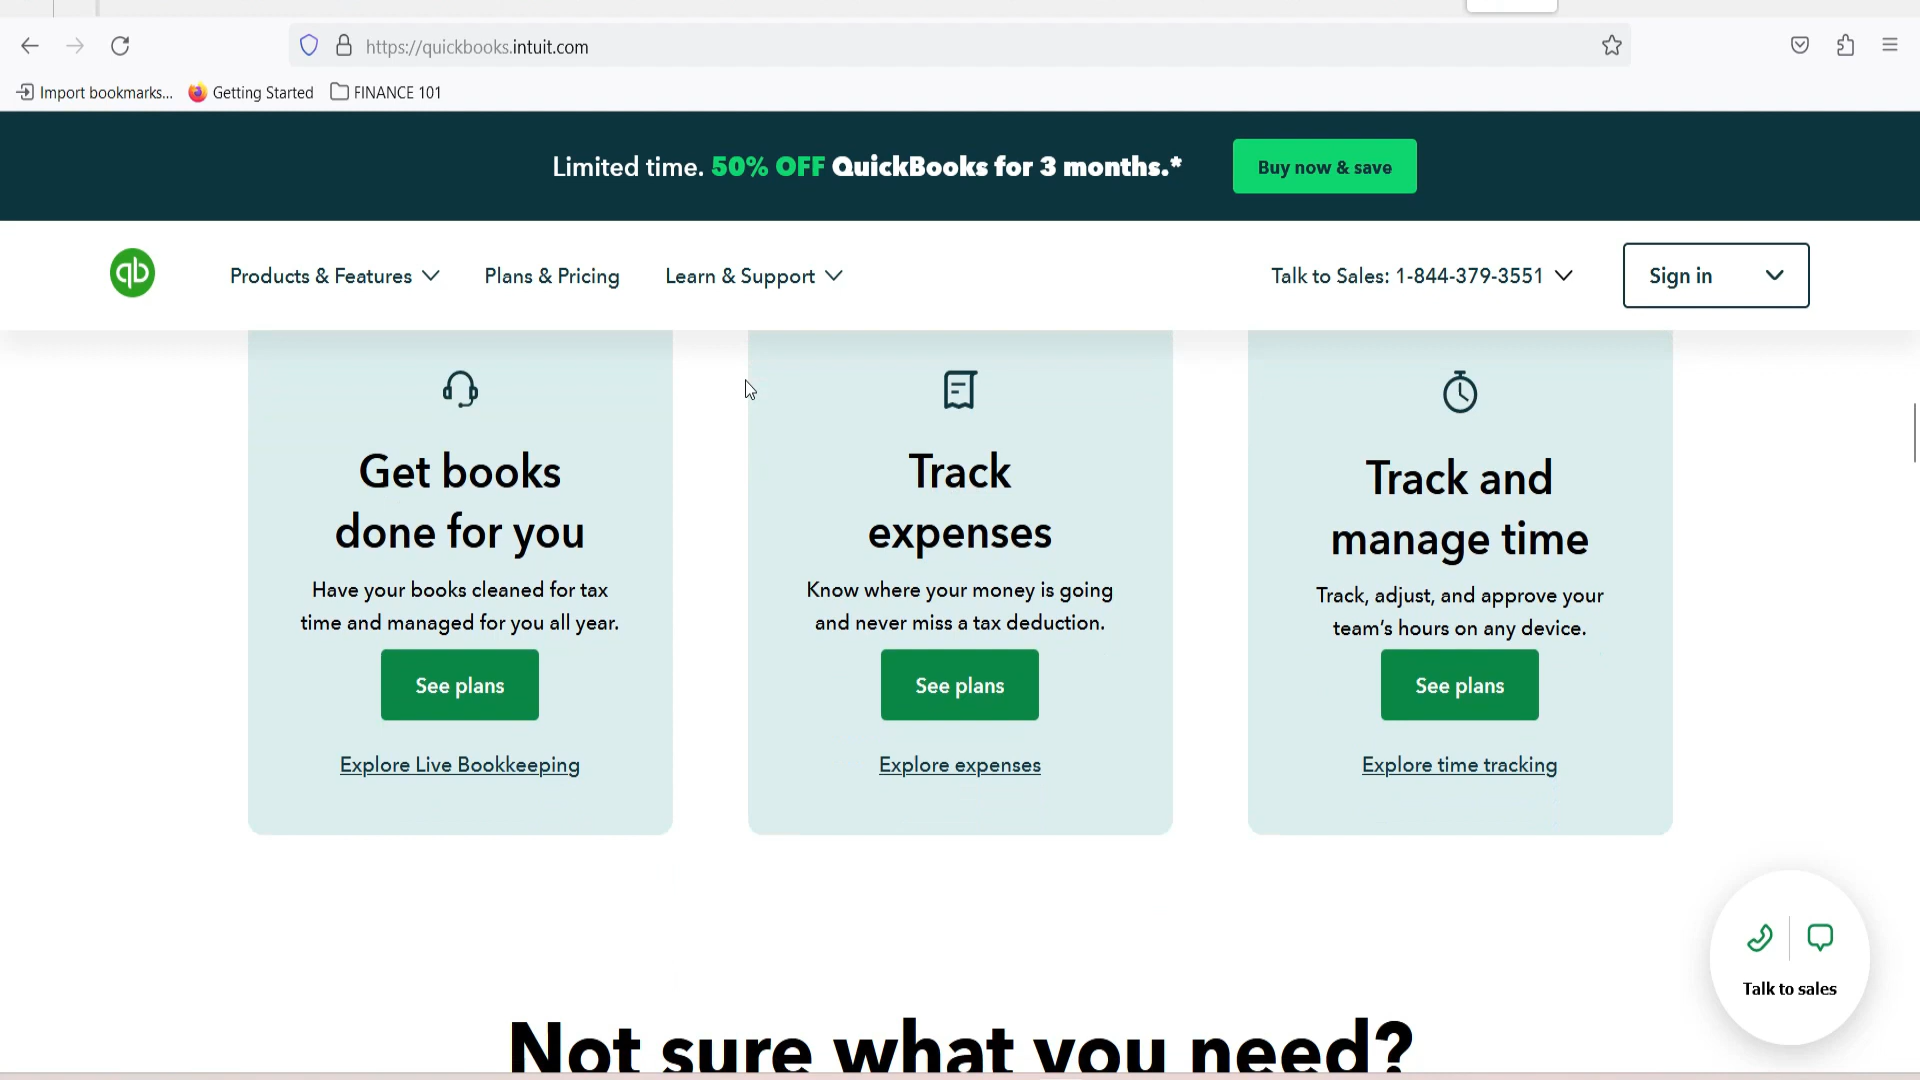 https://quickbooks.intuit.com
Import bookmarks... Getting Started FINANCE 101
Limited time. 50% OFF QuickBooks for 3 months.* Buy now & save
qb Products & Features Plans & Pricing Learn & Support Talk to Sales: 1-844-379-3551 Sign in
Get books
done for you
Have your books cleaned for tax
time and managed for you all year.
See plans
Explore Live Bookkeeping
Track
expenses
Know where your money is going
and never miss a tax deduction.
See plans
Explore expenses
Track and
manage time
Track, adjust, and approve your
team's hours on any device.
See plans
Explore time tracking
Talk to sales
Not sure what you need?